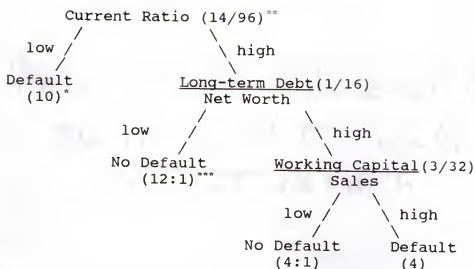 Current Ratio (14/96)**
low / \ high
Default Long-term Debt (1/16)
(10)* Net Worth
low / \ high
No Default Working Capital (3/32)
(12:1)*** Sales
low / \ high
No Default Default
(4:1) (4)